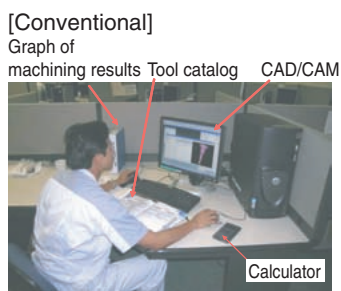 [Conventional]
Graph of
machining results Tool catalog CAD/CAM
Calculator